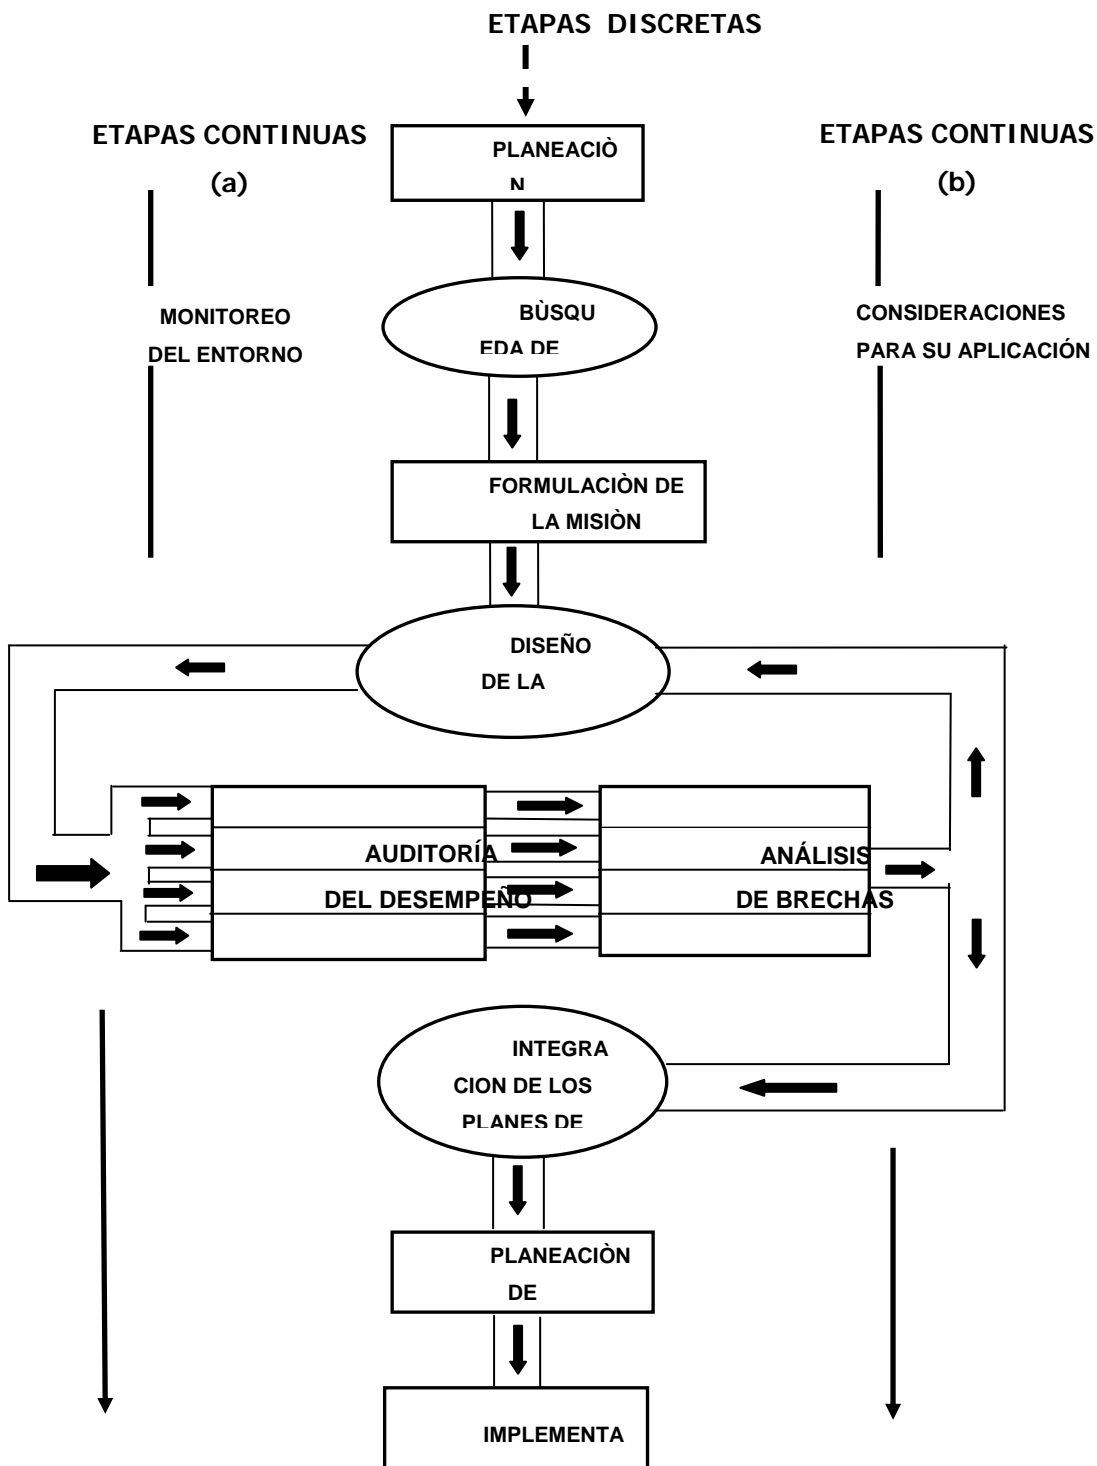 ETAPAS DISCRETAS
ETAPAS CONTINUAS
(a)
ETAPAS CONTINUAS
(b)
PLANEACIÒ
N
BÙSQU
EDA DE
MONITOREO
DEL ENTORNO
CONSIDERACIONES
PARA SU APLICACIÓN
FORMULACIÒN DE
LA MISIÒN
DISEÑO
DE LA
AUDITORÍA
DEL DESEMPEÑO
ANÁLISIS
DE BRECHAS
INTEGRA
CION DE LOS
PLANES DE
PLANEACIÒN
DE
IMPLEMENTA